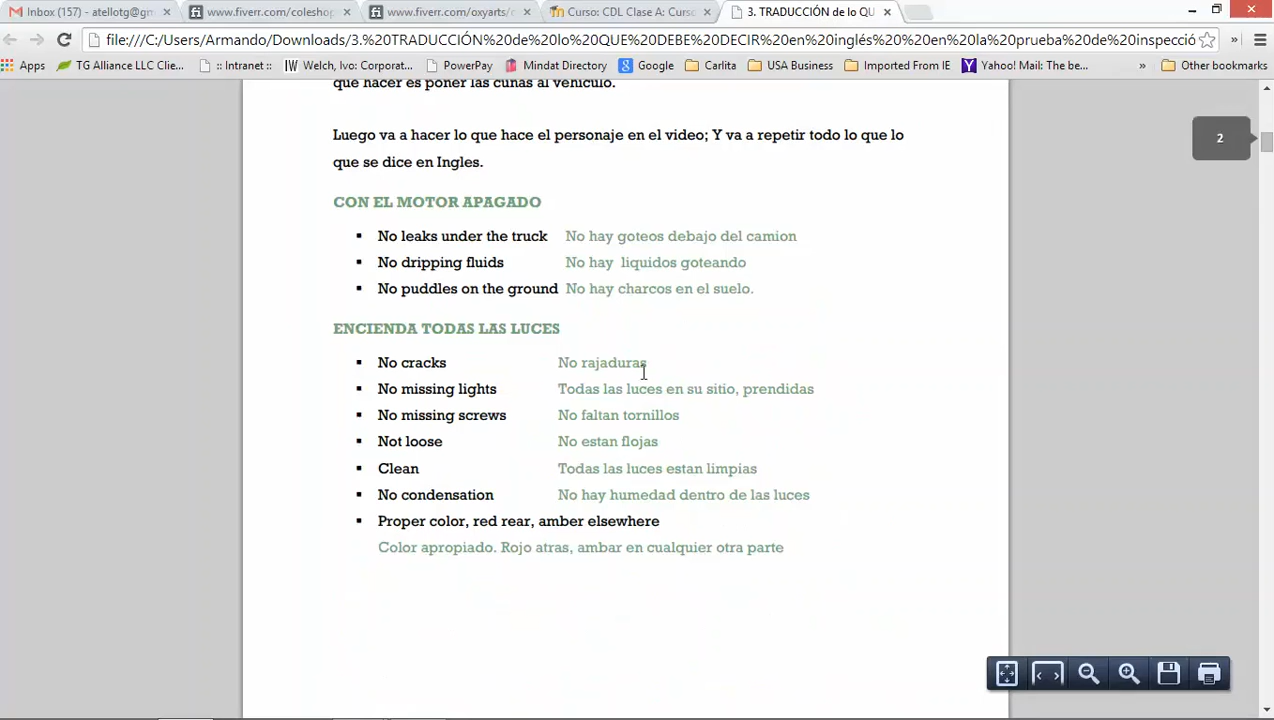 Inbox (157) - atellotg@gm
www.fiverr.com/coleshop
www.fiverr.com/oxyarts/c
Curso: CDL Clase A: Curso
3. TRADUCCIÓN de lo QU
file:///C:/Users/Armando/Downloads/3.%20TRADUCCIÓN%20de%20lo%20QUE%20DEBE%20DECIR%20en%20inglés%20%20en%20la%20prueba%20de%20inspecció
Apps TG Alliance LLC Clie... :: Intranet :: Welch, Ivo: Corporat... PowerPay Mindat Directory Google Carlita USA Business Imported From IE Yahoo! Mail: The be... » Other bookmarks
que hacer es poner las cuñas al vehiculo.
2
Luego va a hacer lo que hace el personaje en el video; Y va a repetir todo lo que lo
que se dice en Ingles.
CON EL MOTOR APAGADO
▪ No leaks under the truck No hay goteos debajo del camion
▪ No dripping fluids No hay liquidos goteando
▪ No puddles on the ground No hay charcos en el suelo.
ENCIENDA TODAS LAS LUCES
▪ No cracks No rajaduras
▪ No missing lights Todas las luces en su sitio, prendidas
▪ No missing screws No faltan tornillos
▪ Not loose No estan flojas
▪ Clean Todas las luces estan limpias
▪ No condensation No hay humedad dentro de las luces
▪ Proper color, red rear, amber elsewhere
Color apropiado. Rojo atras, ambar en cualquier otra parte